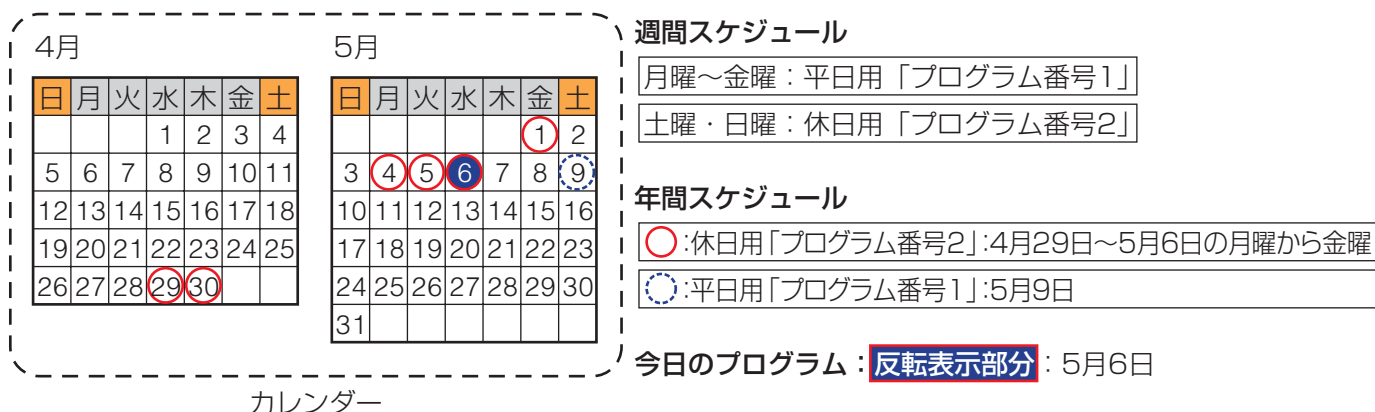 4月
日 月 火 水 木 金 土
1 2 3 4
5 6 7 8 9 10 11
12 13 14 15 16 17 18
19 20 21 22 23 24 25
26 27 28 29 30
5月
日 月 火 水 木 金 土
1 2
3 4 5 6 7 8 9
10 11 12 13 14 15 16
17 18 19 20 21 22 23
24 25 26 27 28 29 30
31
カレンダー
週間スケジュール
月曜～金曜：平日用「プログラム番号1」
土曜・日曜：休日用「プログラム番号2」
年間スケジュール
:休日用「プログラム番号2」:4月29日～5月6日の月曜から金曜
:平日用「プログラム番号1」:5月9日
今日のプログラム：反転表示部分：5月6日